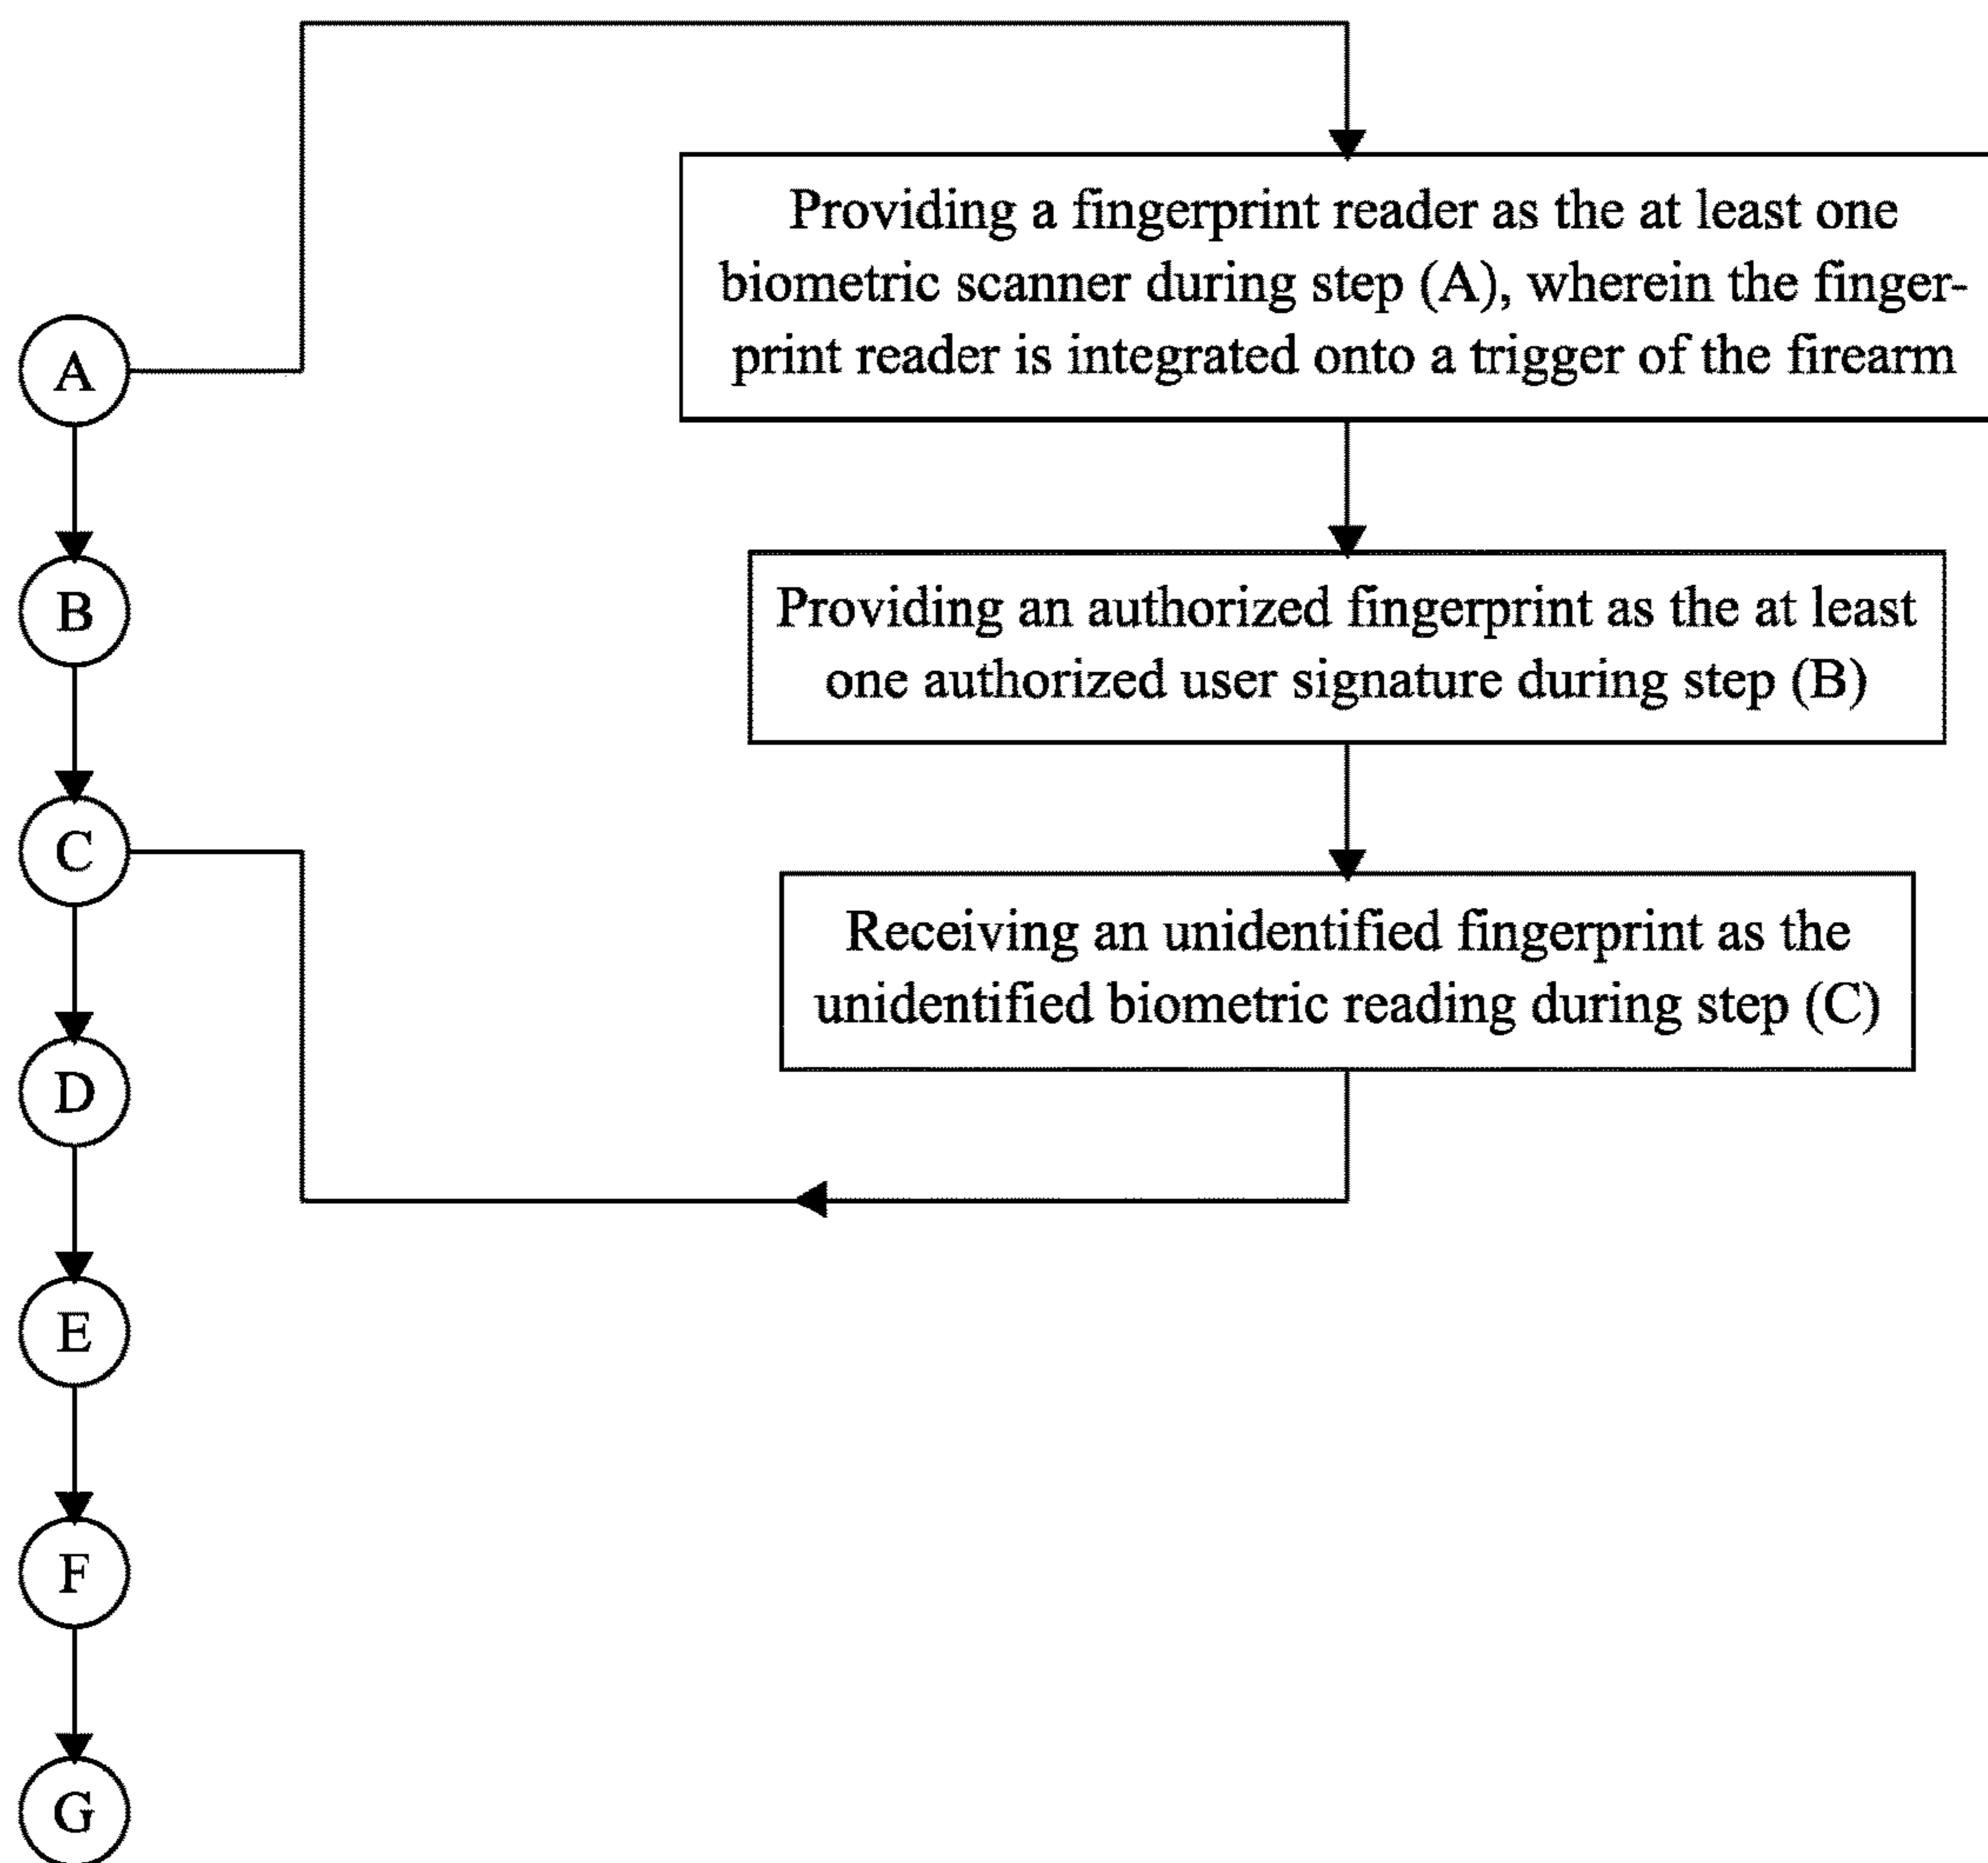 Providing a fingerprint reader as the at least one
biometric scanner during step (A), wherein the finger-
print reader is integrated onto a trigger of the firearm
A
Providing an authorized fingerprint as the at least
one authorized user signature during step (B)
B
C
Receiving an unidentified fingerprint as the
unidentified biometric reading during step (C)
D
E
F
G